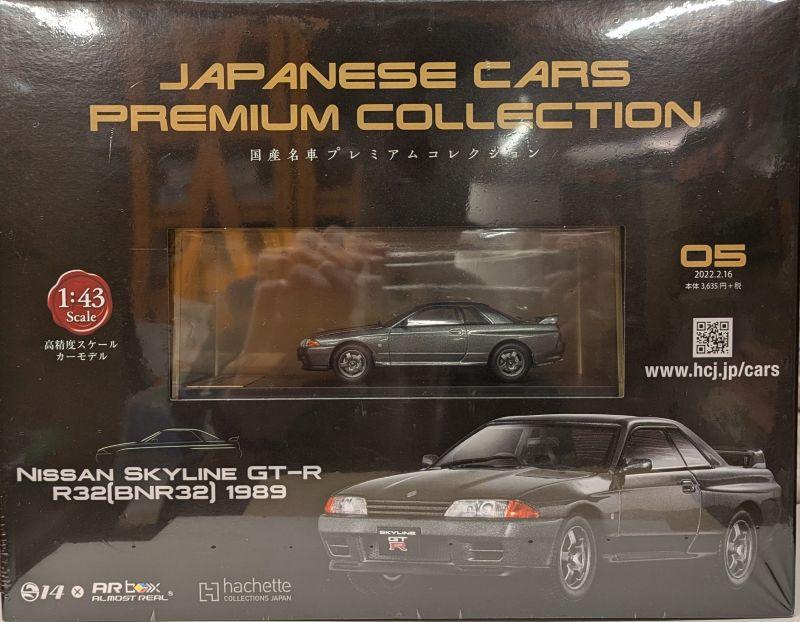 JAPANESE CARS
PREMIUM COLLECTION
国産名車プレミアムコレクション
05
2022.2.16
本体 3,635円+税
1:43
Scale
高精度スケール
カーモデル
www.hcj.jp/cars
NISSAN SKYLINE GT-R
R32(BNR32) 1989
SKYLINE
GT
R
14 × ARbox
ALMOST REAL
hachette
COLLECTIONS JAPAN